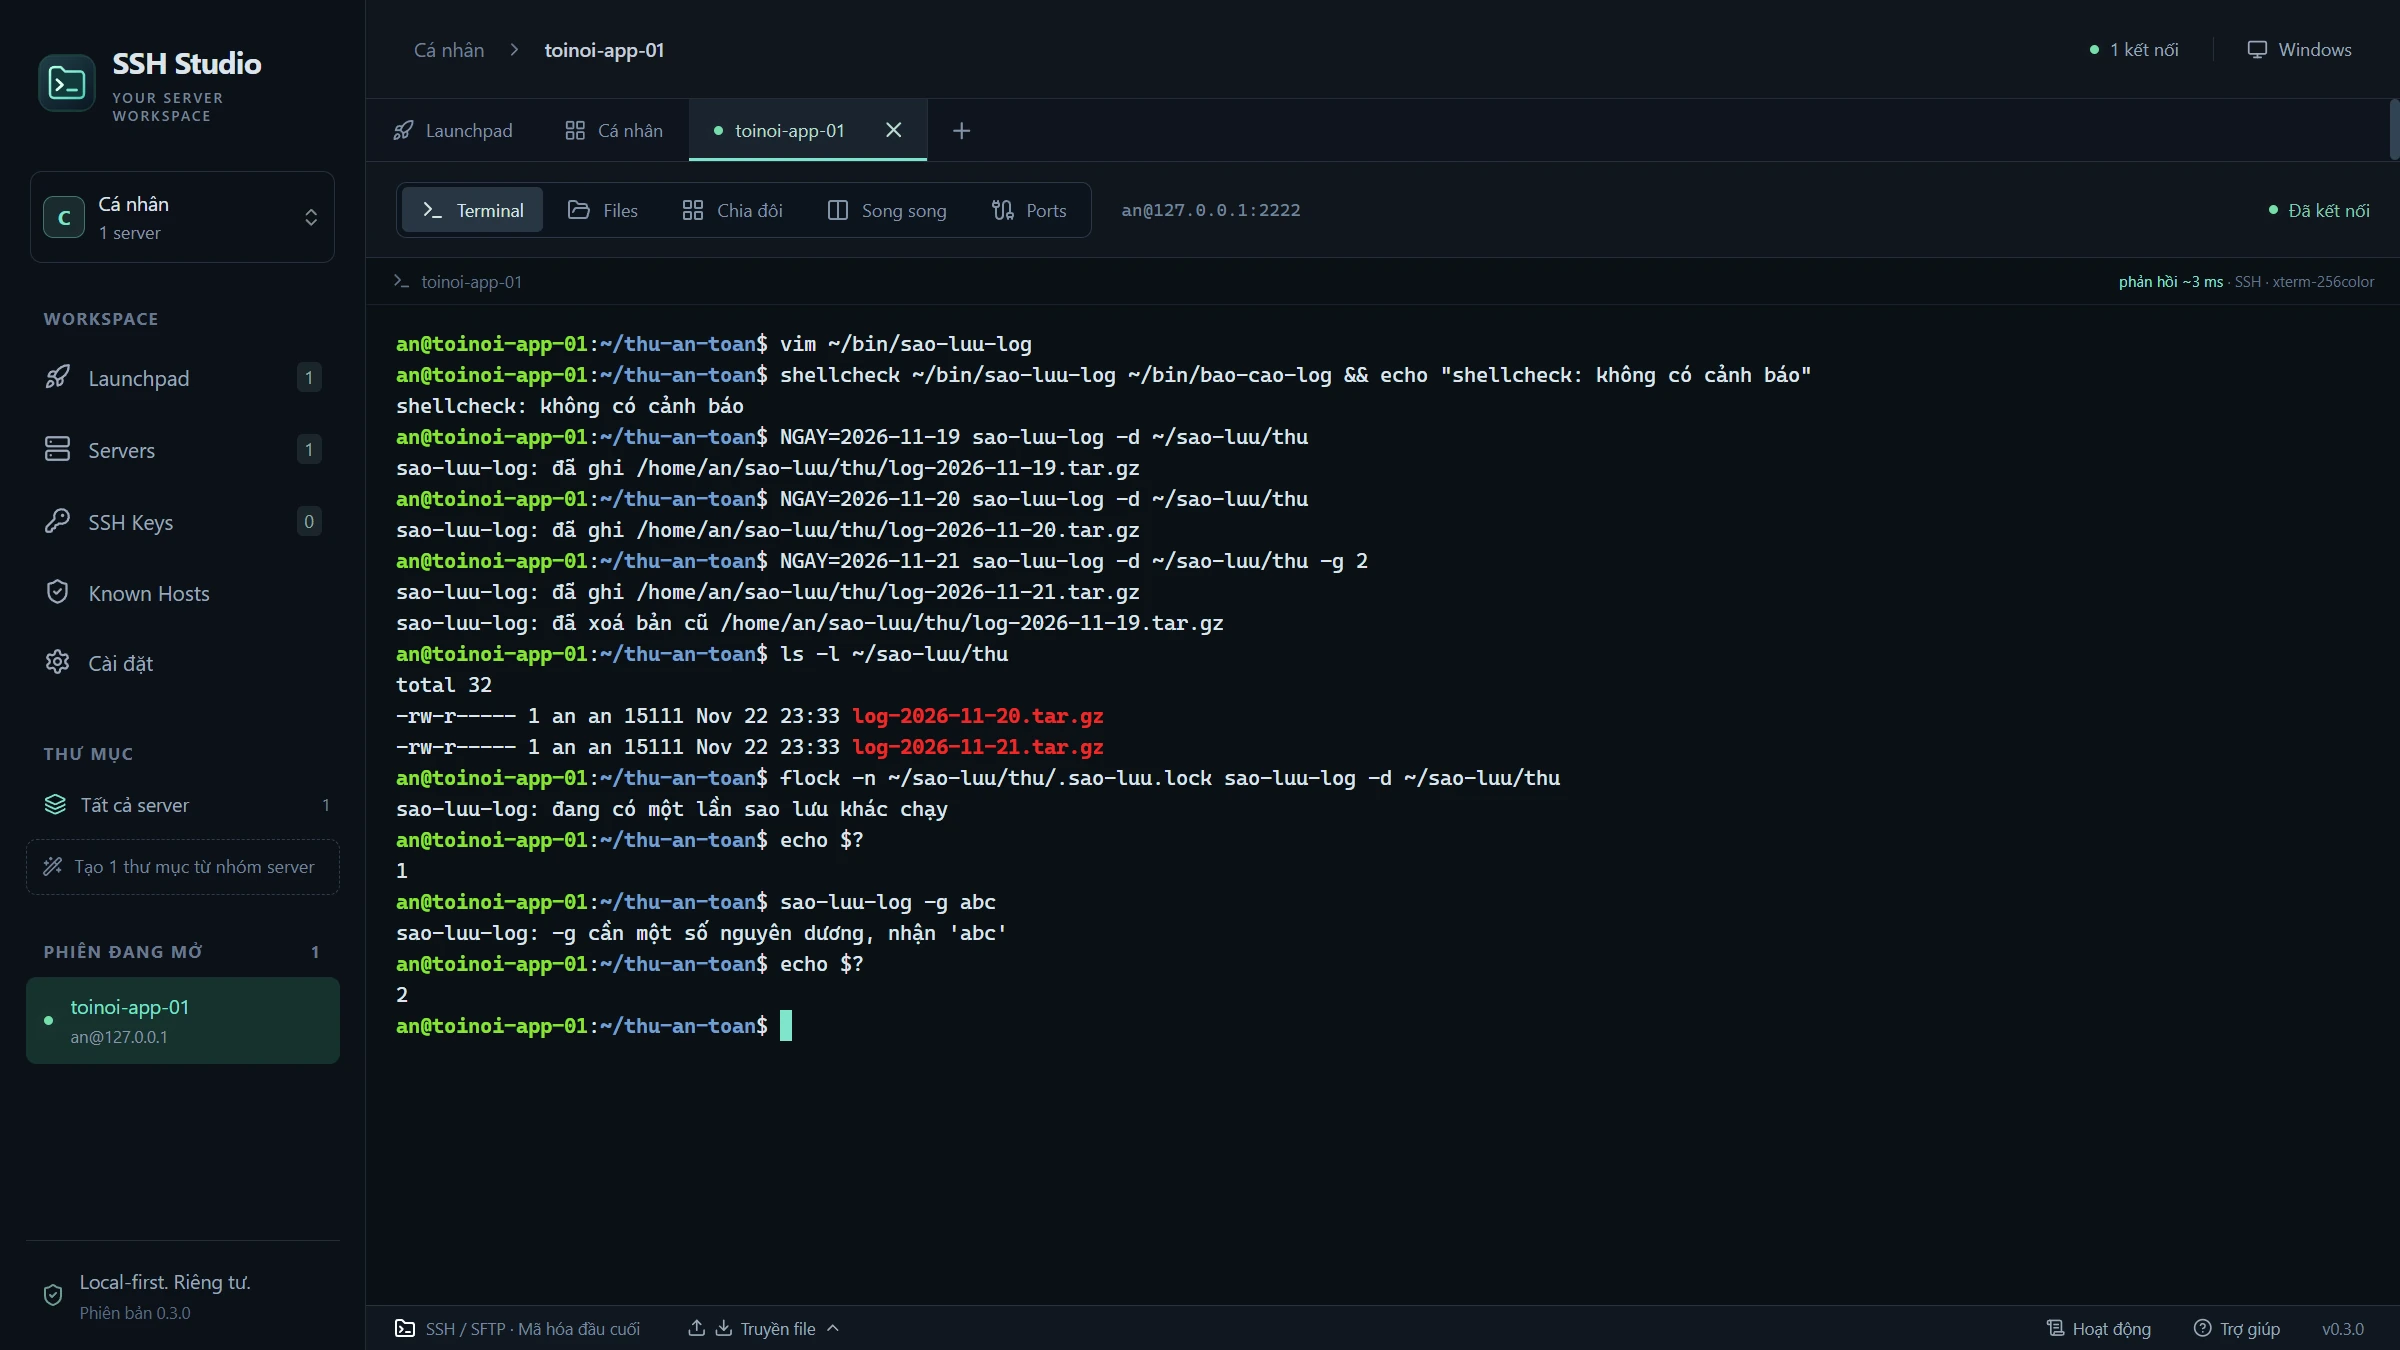 SSH Studio
YOUR SERVER
WORKSPACE
C
Cá nhân
1 server
WORKSPACE
Launchpad 1
Servers 1
SSH Keys 0
Known Hosts
Cài đặt
THƯ MỤC
Tất cả server 1
Tạo 1 thư mục từ nhóm server
PHIÊN ĐANG MỞ 1
toinoi-app-01
an@127.0.0.1
Local-first. Riêng tư.
Phiên bản 0.3.0
Cá nhân > toinoi-app-01
1 kết nối
Windows
Launchpad
Cá nhân
toinoi-app-01
Terminal
Files
Chia đôi
Song song
Ports
an@127.0.0.1:2222
Đã kết nối
toinoi-app-01
phản hồi ~3 ms · SSH · xterm-256color
an@toinoi-app-01:~/thu-an-toan$ vim ~/bin/sao-luu-log
an@toinoi-app-01:~/thu-an-toan$ shellcheck ~/bin/sao-luu-log ~/bin/bao-cao-log && echo "shellcheck: không có cảnh báo"
shellcheck: không có cảnh báo
an@toinoi-app-01:~/thu-an-toan$ NGAY=2026-11-19 sao-luu-log -d ~/sao-luu/thu
sao-luu-log: đã ghi /home/an/sao-luu/thu/log-2026-11-19.tar.gz
an@toinoi-app-01:~/thu-an-toan$ NGAY=2026-11-20 sao-luu-log -d ~/sao-luu/thu
sao-luu-log: đã ghi /home/an/sao-luu/thu/log-2026-11-20.tar.gz
an@toinoi-app-01:~/thu-an-toan$ NGAY=2026-11-21 sao-luu-log -d ~/sao-luu/thu -g 2
sao-luu-log: đã ghi /home/an/sao-luu/thu/log-2026-11-21.tar.gz
sao-luu-log: đã xoá bản cũ /home/an/sao-luu/thu/log-2026-11-19.tar.gz
an@toinoi-app-01:~/thu-an-toan$ ls -l ~/sao-luu/thu
total 32
-rw-r----- 1 an an 15111 Nov 22 23:33 log-2026-11-20.tar.gz
-rw-r----- 1 an an 15111 Nov 22 23:33 log-2026-11-21.tar.gz
an@toinoi-app-01:~/thu-an-toan$ flock -n ~/sao-luu/thu/.sao-luu.lock sao-luu-log -d ~/sao-luu/thu
sao-luu-log: đang có một lần sao lưu khác chạy
an@toinoi-app-01:~/thu-an-toan$ echo $?
1
an@toinoi-app-01:~/thu-an-toan$ sao-luu-log -g abc
sao-luu-log: -g cần một số nguyên dương, nhận 'abc'
an@toinoi-app-01:~/thu-an-toan$ echo $?
2
an@toinoi-app-01:~/thu-an-toan$
SSH / SFTP · Mã hóa đầu cuối
Truyền file
Hoạt động
Trợ giúp
v0.3.0